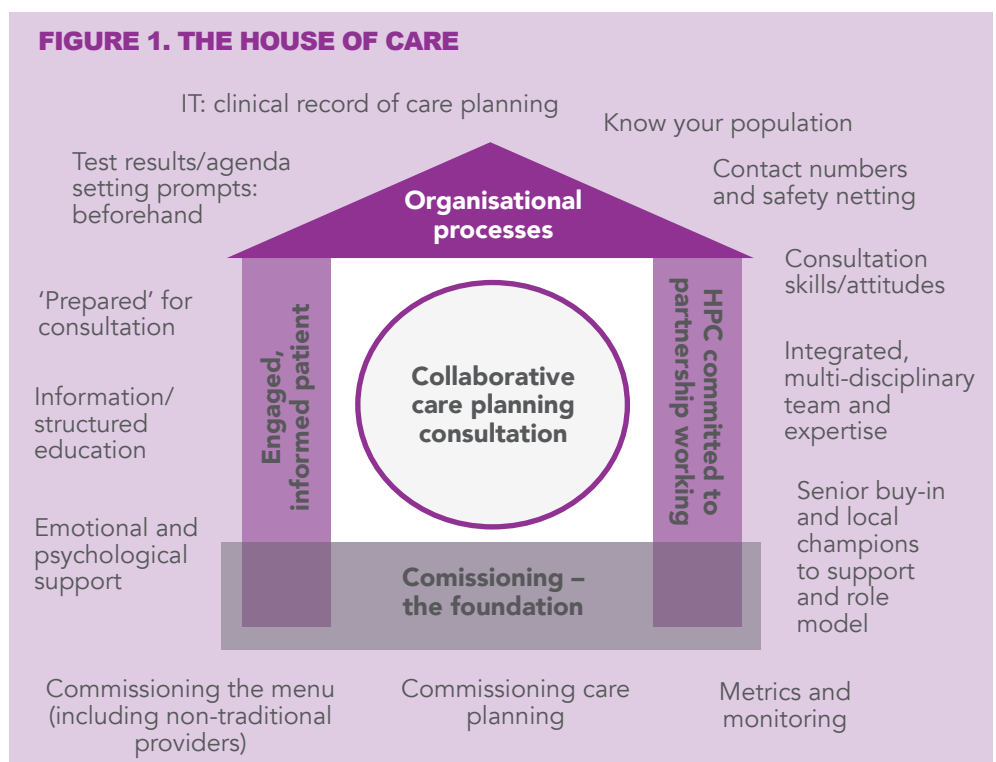 FIGURE 1. THE HOUSE OF CARE
IT: clinical record of care planning
Know your population
Test results/agenda
setting prompts:
beforehand
Contact numbers
and safety netting
Organisational
processes
Consultation
skills/attitudes
'Prepared' for
consultation
Engaged,
informed patient
HPC committed to
partnership working
Collaborative
care planning
consultation
Integrated,
multi-disciplinary
team and
expertise
Information/
structured
education
Senior buy-in
and local
champions
to support
and role
model
Emotional and
psychological
support
Comissioning –
the foundation
Commissioning the menu
(including non-traditional
providers)
Commissioning care
planning
Metrics and
monitoring